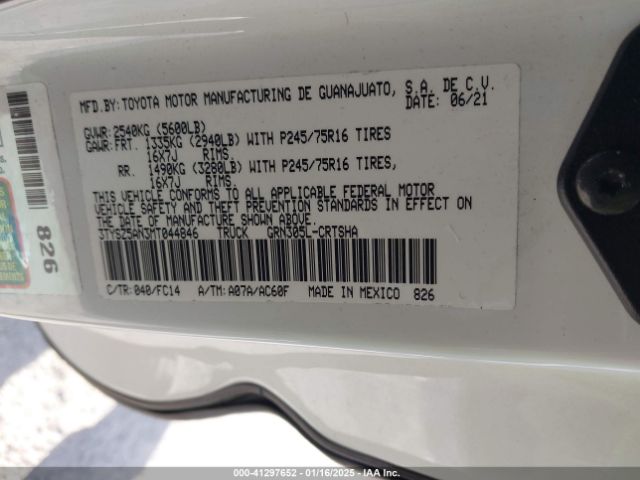 MFD.BY: TOYOTA MOTOR MANUFACTURING DE GUANAJUATO, S.A. DE C.V.
DATE: 06/21
GVWR: 2540KG (5600LB)
GAWR: FRT. 1335KG (2940LB) WITH P245/75R16 TIRES
16X7J RIMS.
RR. 1490KG (3280LB) WITH P245/75R16 TIRES,
16X7J RIMS.
THIS VEHICLE CONFORMS TO ALL APPLICABLE FEDERAL MOTOR
VEHICLE SAFETY AND THEFT PREVENTION STANDARDS IN EFFECT ON
THE DATE OF MANUFACTURE SHOWN ABOVE.
3TYSZ5AN3MT044846 TRUCK GRN305L-CRTSHA
C/TR: 040/FC14 A/TM: A07A/AC60F MADE IN MEXICO 826
826
000-41297652 / 01/16/2025 - IAA Inc.